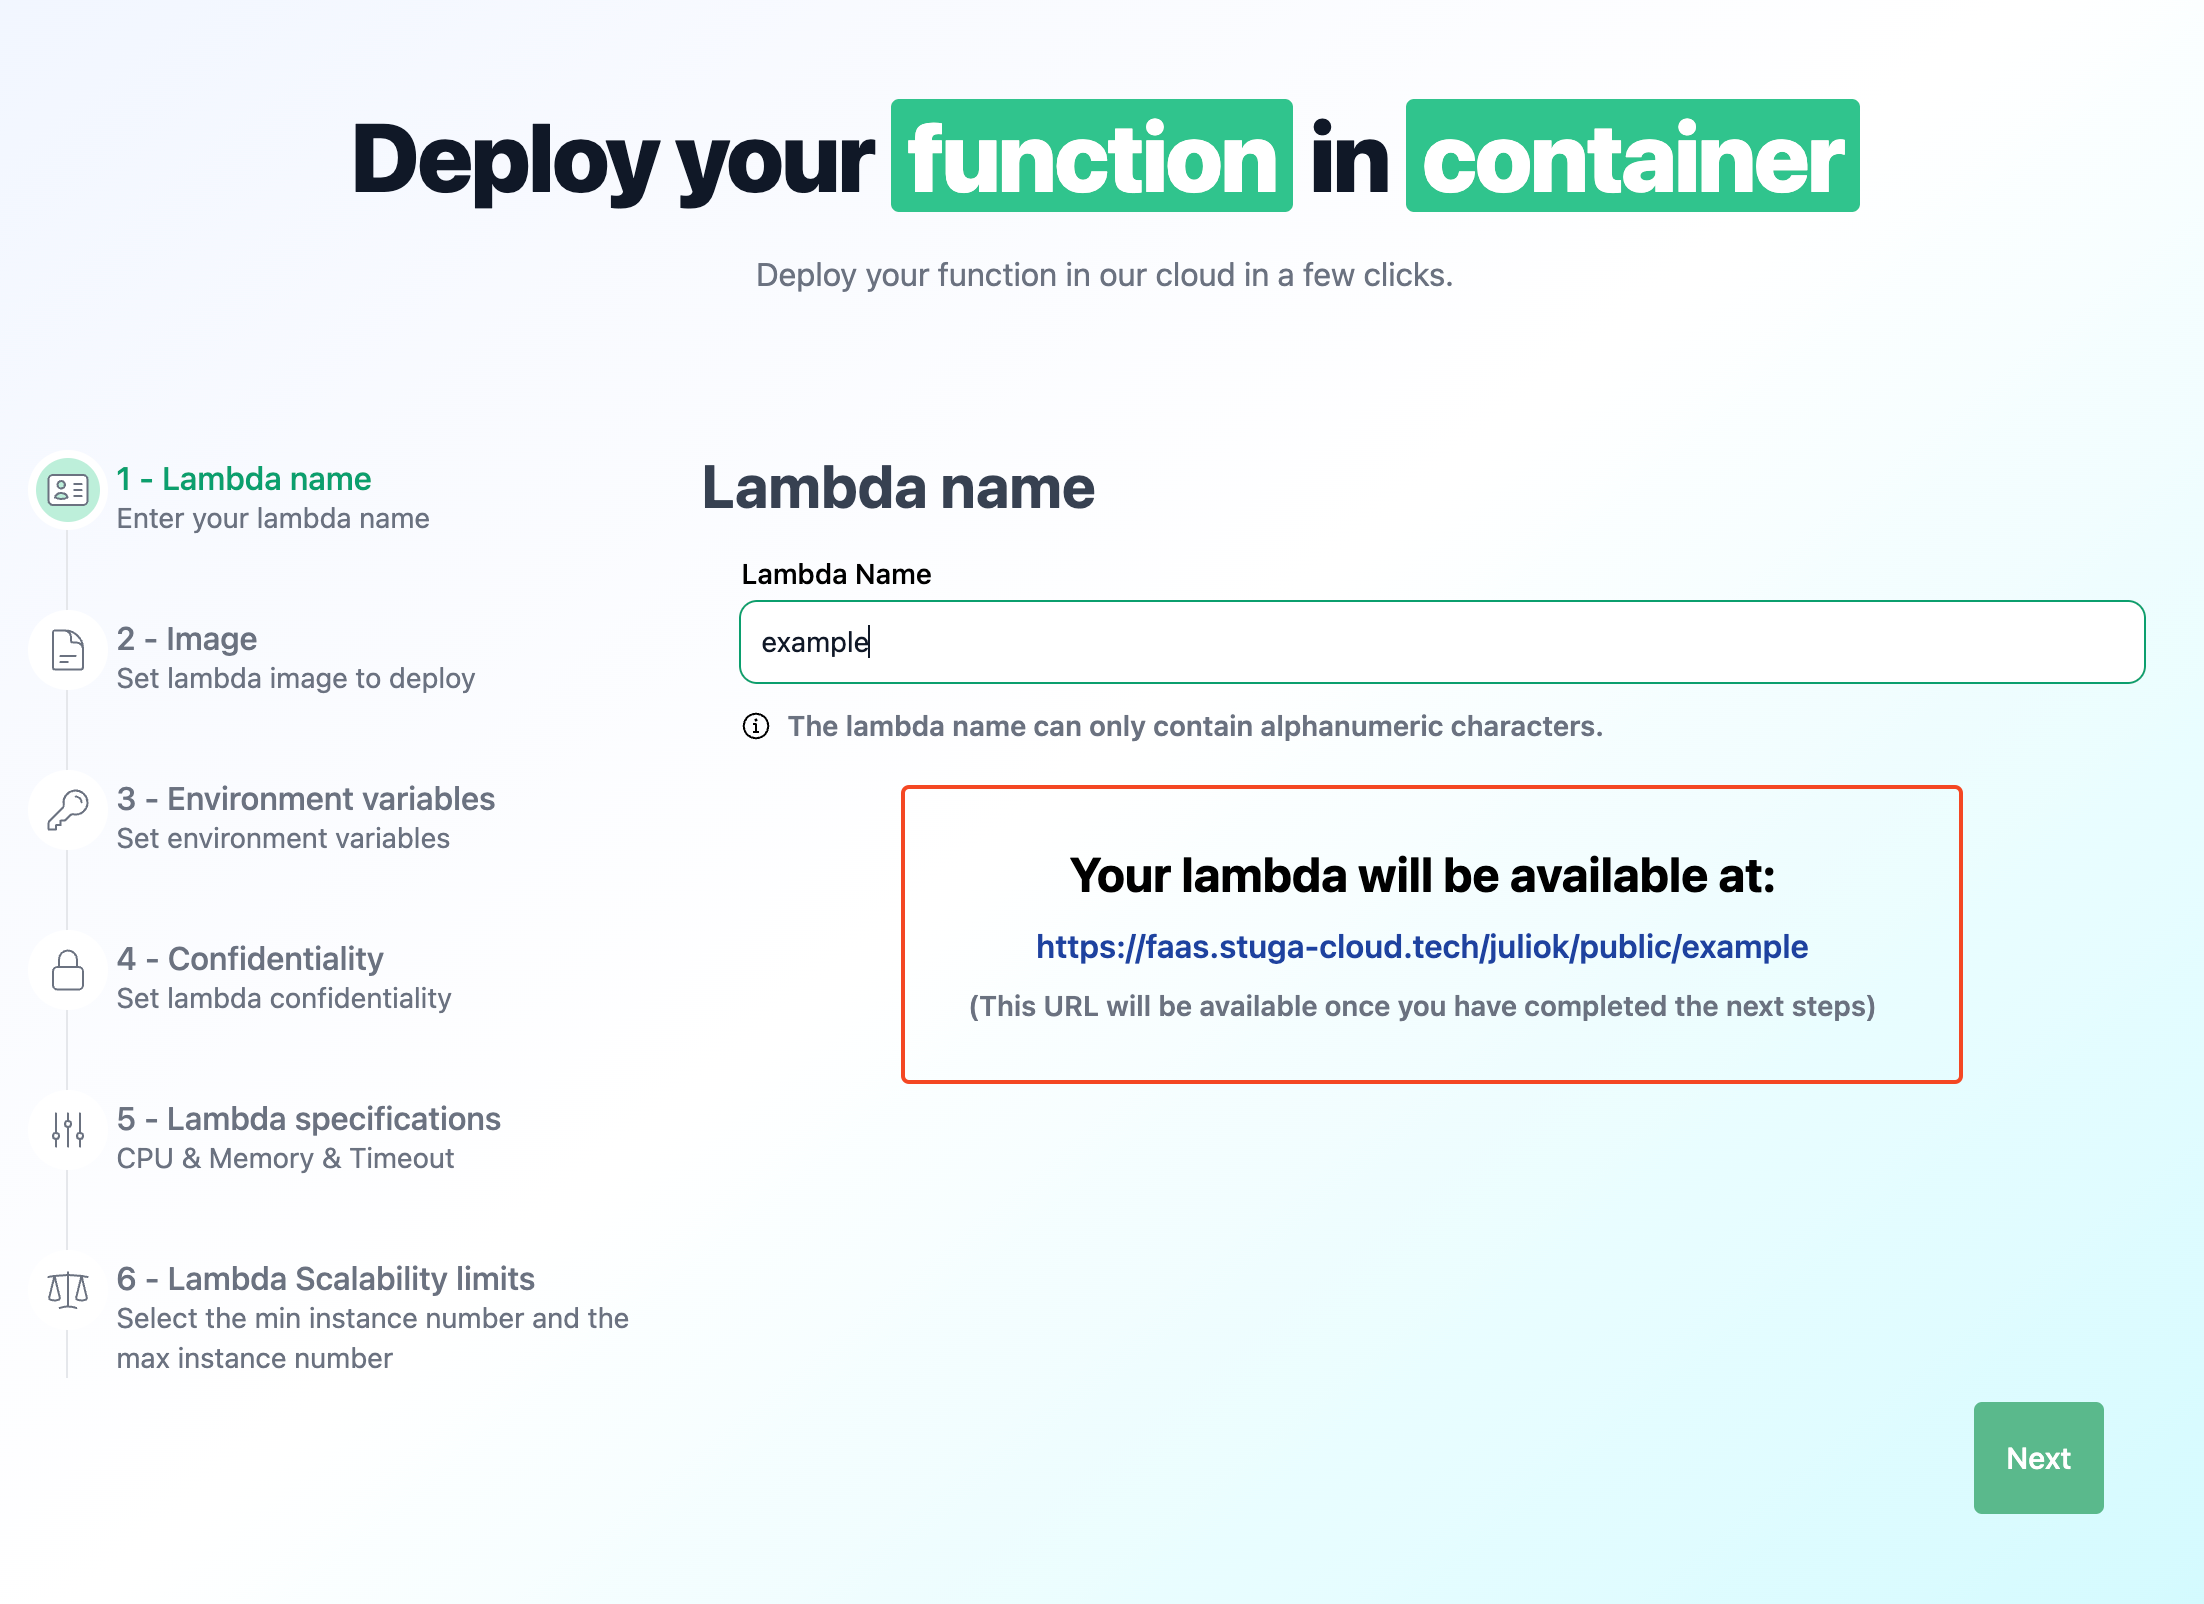 Deploy your function in container
Deploy your function in our cloud in a few clicks.
1 - Lambda name
Enter your lambda name
2 - Image
Set lambda image to deploy
3 - Environment variables
Set environment variables
4 - Confidentiality
Set lambda confidentiality
5 - Lambda specifications
CPU & Memory & Timeout
6 - Lambda Scalability limits
Select the min instance number and the
max instance number
Lambda name
Lambda Name
example
The lambda name can only contain alphanumeric characters.
Your lambda will be available at:
https://faas.stuga-cloud.tech/juliok/public/example
(This URL will be available once you have completed the next steps)
Next